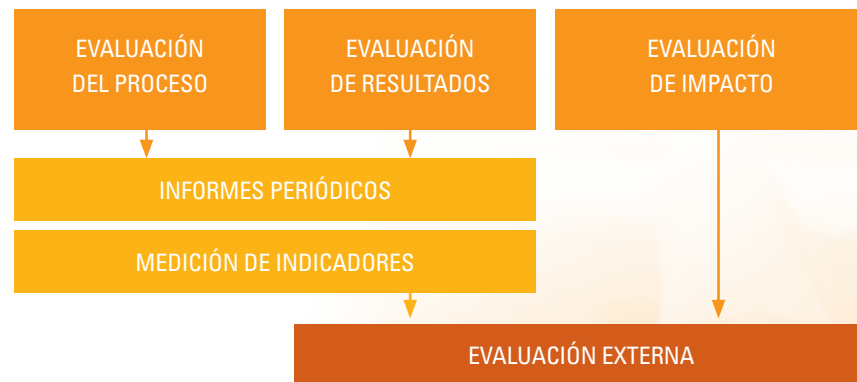 EVALUACIÓN
DEL PROCESO
EVALUACIÓN
DE RESULTADOS
EVALUACIÓN
DE IMPACTO
INFORMES PERIÓDICOS
MEDICIÓN DE INDICADORES
EVALUACIÓN EXTERNA